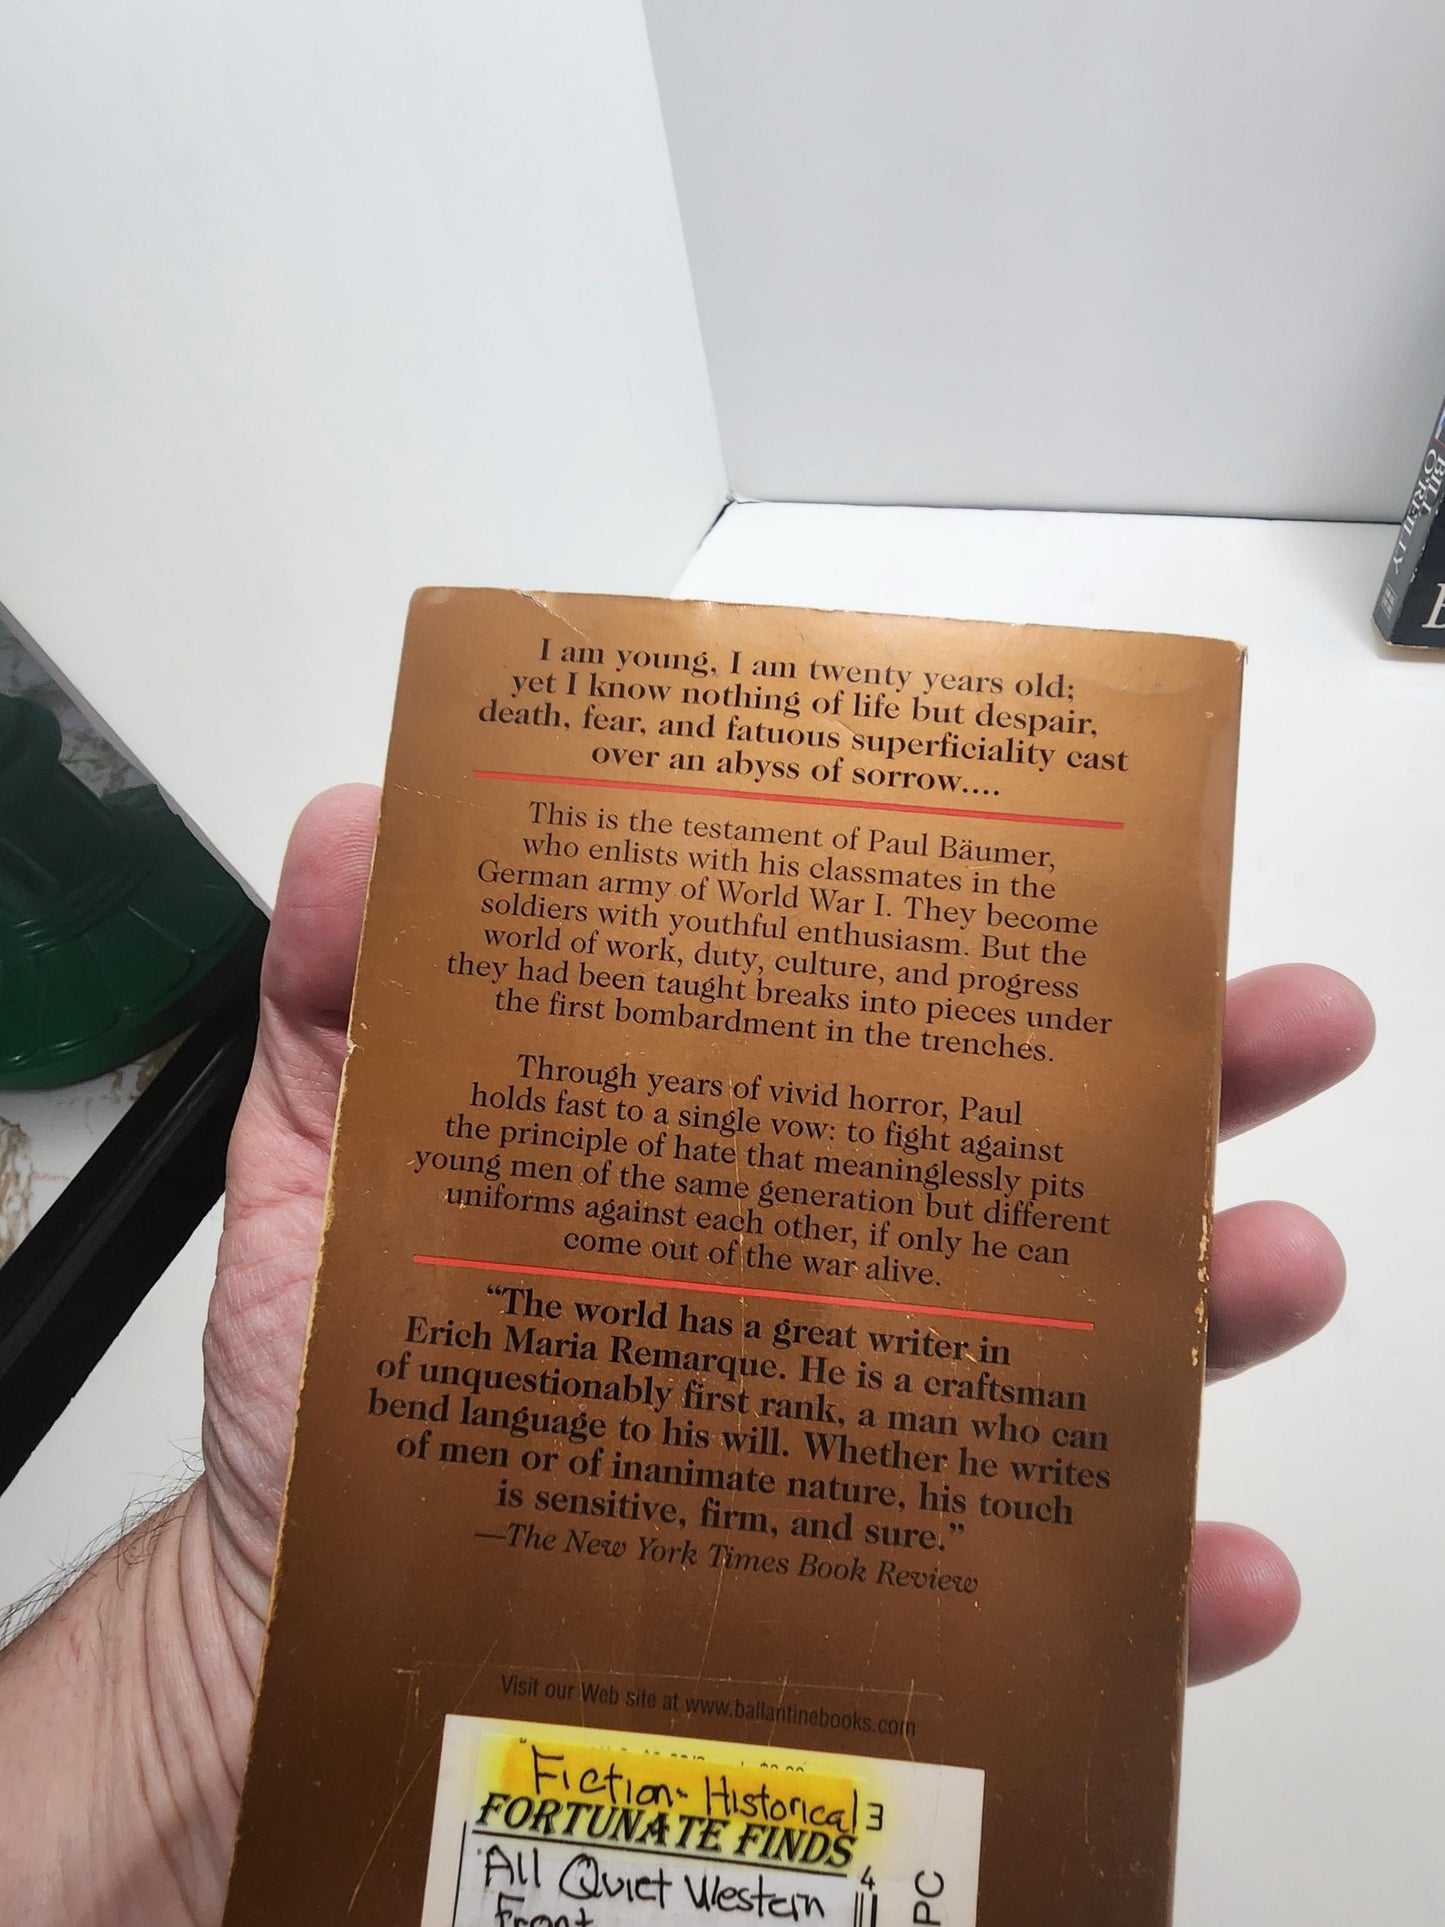 I am young, I am twenty years old;
yet I know nothing of life but despair,
death, fear, and fatuous superficiality cast
over an abyss of sorrow....
This is the testament of Paul Bäumer,
who enlists with his classmates in the
German army of World War I. They become
soldiers with youthful enthusiasm. But the
world of work, duty, culture, and progress
they had been taught breaks into pieces under
the first bombardment in the trenches.
Through years of vivid horror, Paul
holds fast to a single vow: to fight against
the principle of hate that meaninglessly pits
young men of the same generation but different
uniforms against each other, if only he can
come out of the war alive.
“The world has a great writer in
Erich Maria Remarque. He is a craftsman
of unquestionably first rank, a man who can
bend language to his will. Whether he writes
of men or of inanimate nature, his touch
is sensitive, firm, and sure.”
—The New York Times Book Review
Visit our Web site at www.ballantinebooks.com
Fiction- Historical 3
FORTUNATE FINDS
All Quiet Western 4
Front
PC
BILL
O'REILLY